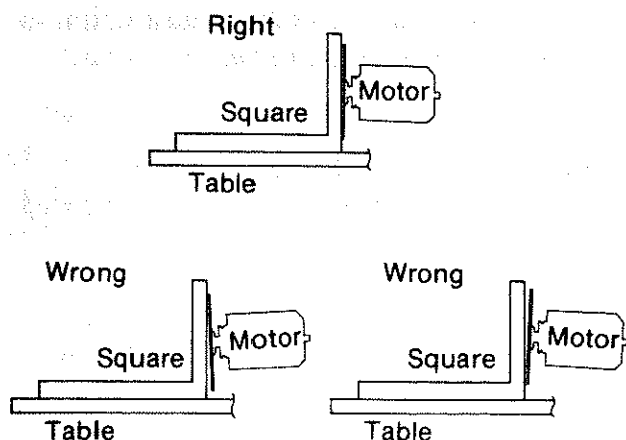 Right
Motor
Square
Table
Wrong
Motor
Square
Table
Wrong
Motor
Square
Table